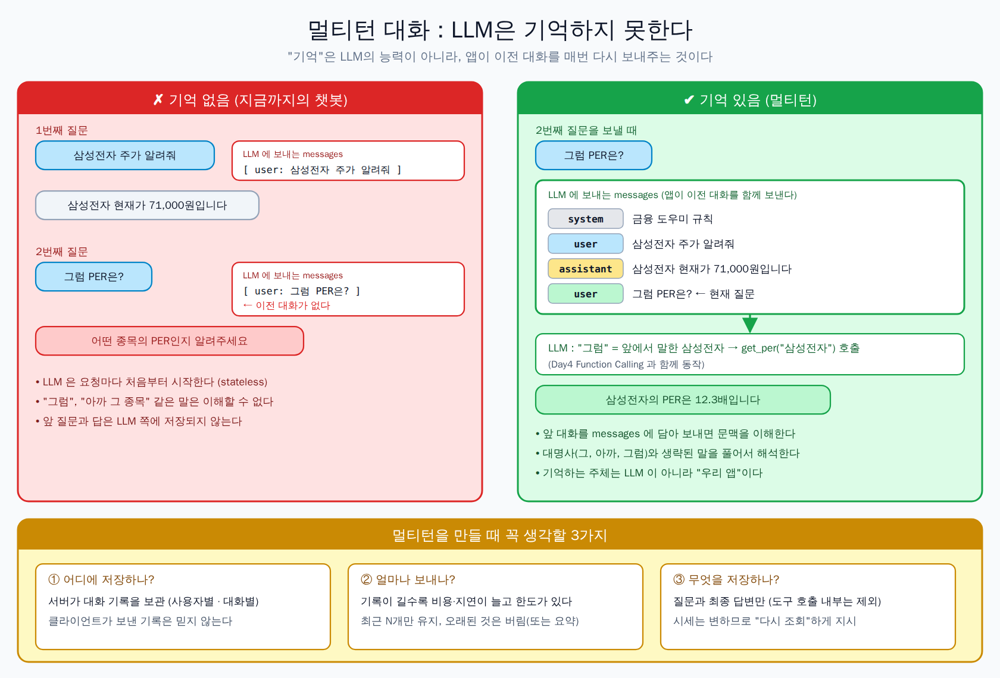 멀티턴 대화 : LLM은 기억하지 못한다
"기억"은 LLM의 능력이 아니라, 앱이 이전 대화를 매번 다시 보내주는 것이다
✗ 기억 없음 (지금까지의 챗봇)
1번째 질문
삼성전자 주가 알려줘
LLM 에 보내는 messages
[ user: 삼성전자 주가 알려줘 ]
삼성전자 현재가 71,000원입니다
2번째 질문
그럼 PER은?
LLM 에 보내는 messages
[ user: 그럼 PER은? ]
← 이전 대화가 없다
어떤 종목의 PER인지 알려주세요
• LLM 은 요청마다 처음부터 시작한다 (stateless)
• "그럼", "아까 그 종목" 같은 말은 이해할 수 없다
• 앞 질문과 답은 LLM 쪽에 저장되지 않는다
✔ 기억 있음 (멀티턴)
2번째 질문을 보낼 때
그럼 PER은?
LLM 에 보내는 messages (앱이 이전 대화를 함께 보낸다)
system 금융 도우미 규칙
user 삼성전자 주가 알려줘
assistant 삼성전자 현재가 71,000원입니다
user 그럼 PER은? ← 현재 질문
LLM : "그럼" = 앞에서 말한 삼성전자 → get_per("삼성전자") 호출
(Day4 Function Calling 과 함께 동작)
삼성전자의 PER은 12.3배입니다
• 앞 대화를 messages 에 담아 보내면 문맥을 이해한다
• 대명사(그, 아까, 그럼)와 생략된 말을 풀어서 해석한다
• 기억하는 주체는 LLM 이 아니라 "우리 앱"이다
멀티턴을 만들 때 꼭 생각할 3가지
① 어디에 저장하나?
서버가 대화 기록을 보관 (사용자별 · 대화별)
클라이언트가 보낸 기록은 믿지 않는다
② 얼마나 보내나?
기록이 길수록 비용·지연이 늘고 한도가 있다
최근 N개만 유지, 오래된 것은 버림(또는 요약)
③ 무엇을 저장하나?
질문과 최종 답변만 (도구 호출 내부는 제외)
시세는 변하므로 "다시 조회"하게 지시